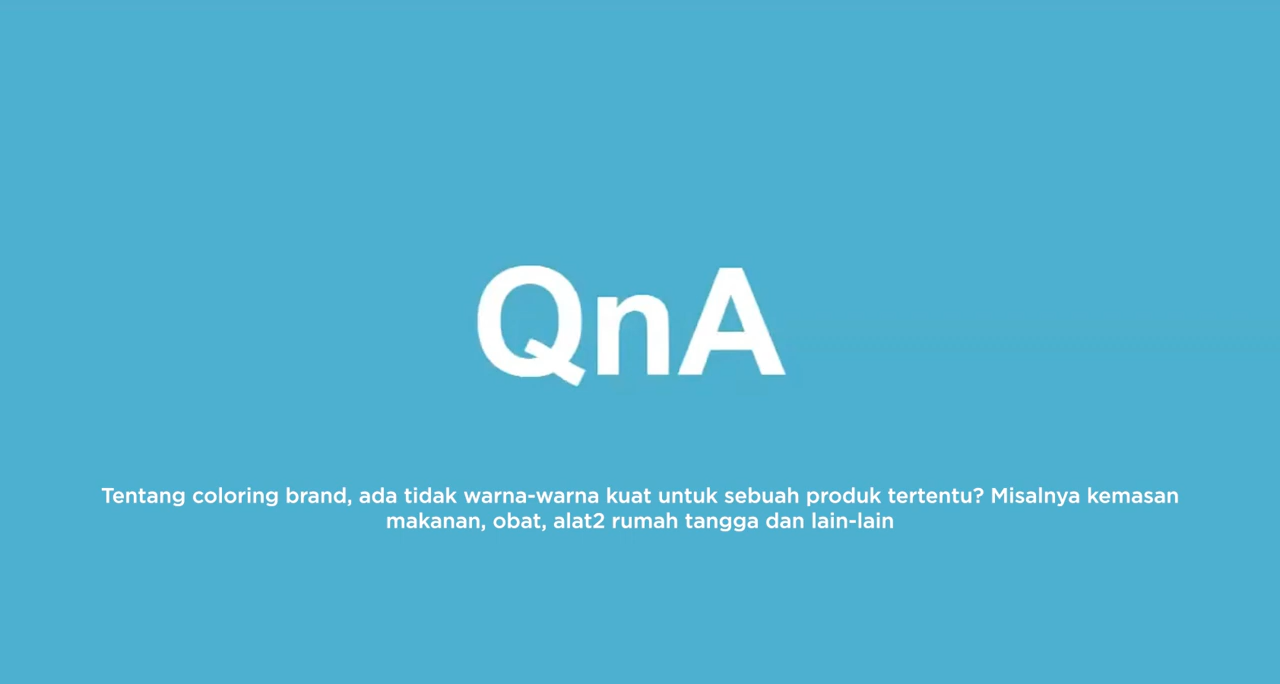 QnA
Tentang coloring brand, ada tidak warna-warna kuat untuk sebuah produk tertentu? Misalnya kemasan
makanan, obat, alat2 rumah tangga dan lain-lain